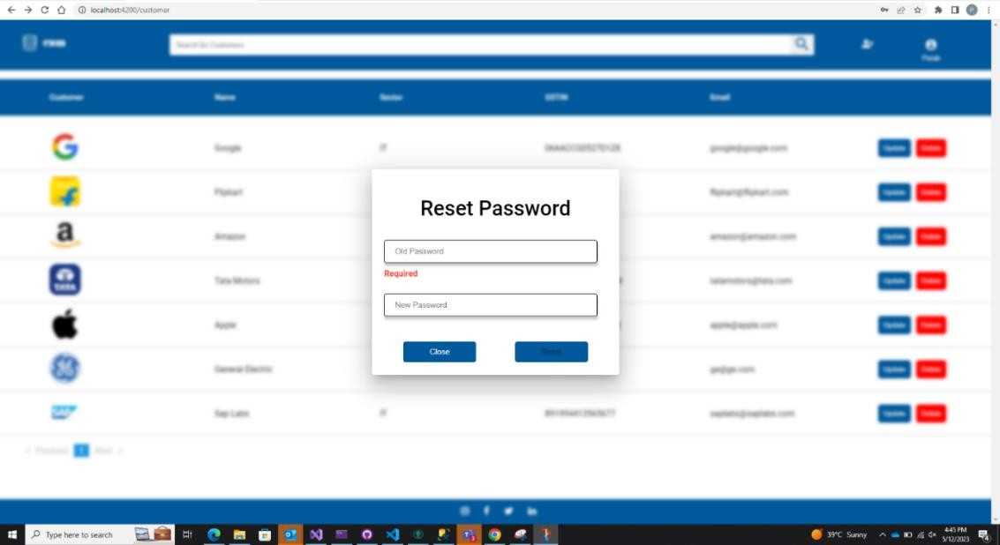 localhost:4200/customer
Search for Customers
Customer Name Sector GSTIN Email
Google IT google@google.com Update Delete
Flipkart flipkart@flipkart.com Update Delete
Amazon amazon@amazon.com Update Delete
TATA Tata Motors tatamotors@tata.com Update Delete
Apple apple@apple.com Update Delete
General Electric ge@ge.com Update Delete
SAP Sap Labs IT saplabs@saplabs.com Update Delete
Reset Password
Old Password
Required
New Password
Close Reset
« Previous 1 Next »
Type here to search
39°C Sunny
4:45 PM
5/12/2023